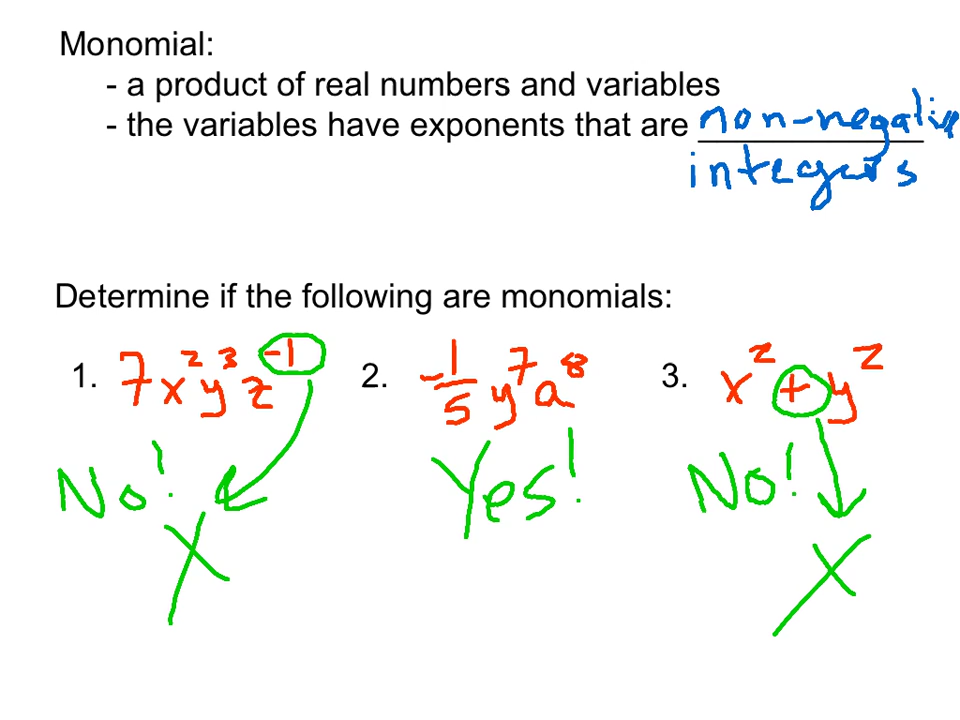 Monomial:
- a product of real numbers and variables
- the variables have exponents that are non-negative
integers
Determine if the following are monomials:
1. 7x²y³z⁻¹ 2. -1/5 y⁷a⁸ 3. x² + y²
No! Yes! No!
X X